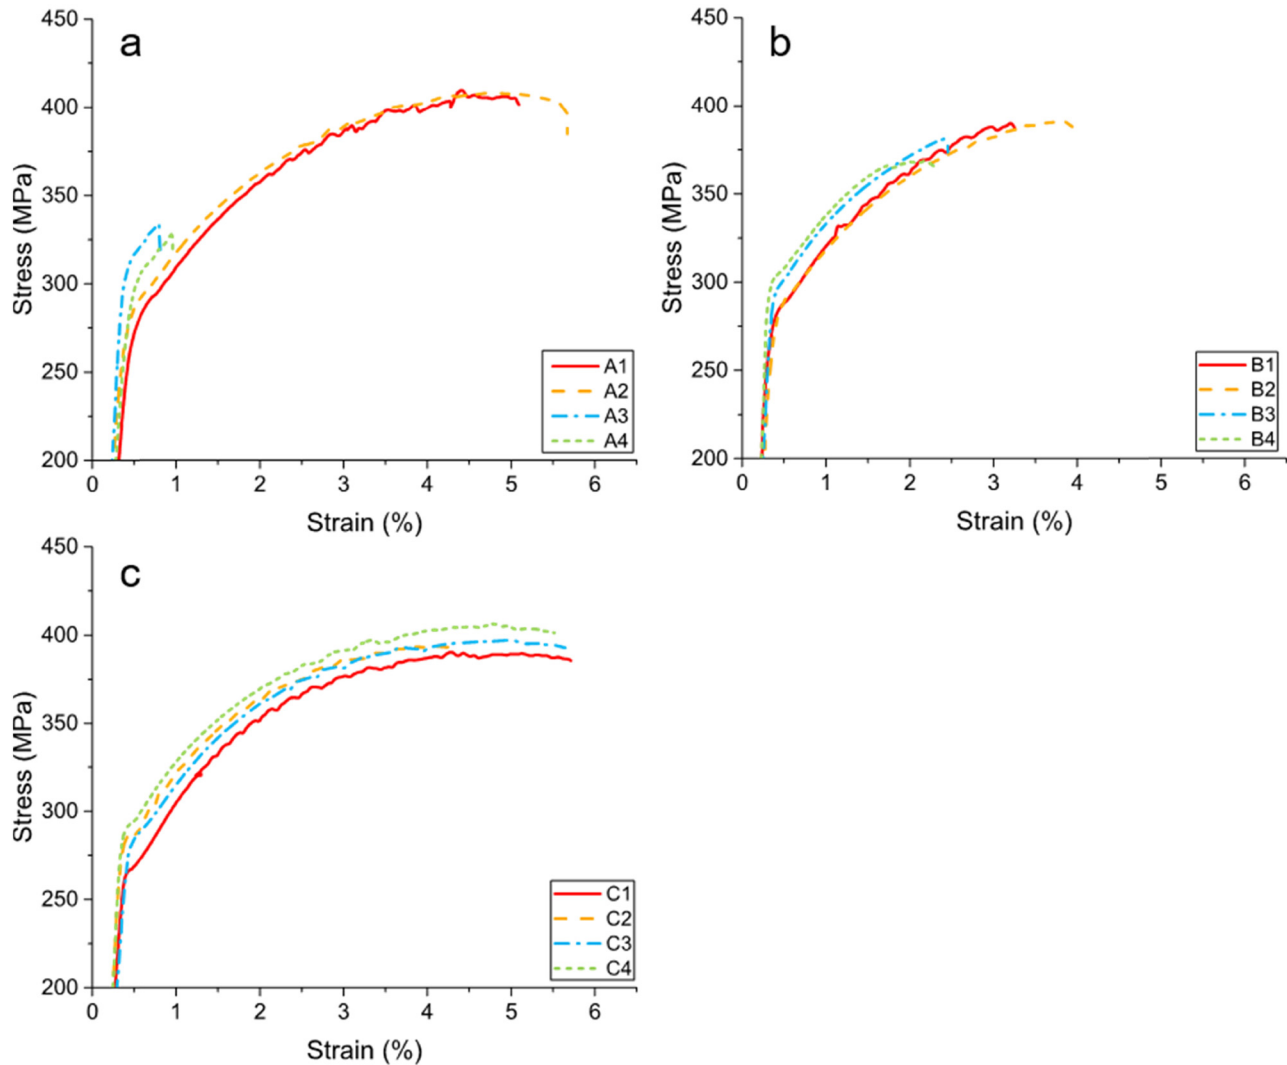 a
450
400
350
300
250
200
Stress (MPa)
0 1 2 3 4 5 6
Strain (%)
A1
A2
A3
A4
b
450
400
350
300
250
200
Stress (MPa)
0 1 2 3 4 5 6
Strain (%)
B1
B2
B3
B4
c
450
400
350
300
250
200
Stress (MPa)
0 1 2 3 4 5 6
Strain (%)
C1
C2
C3
C4